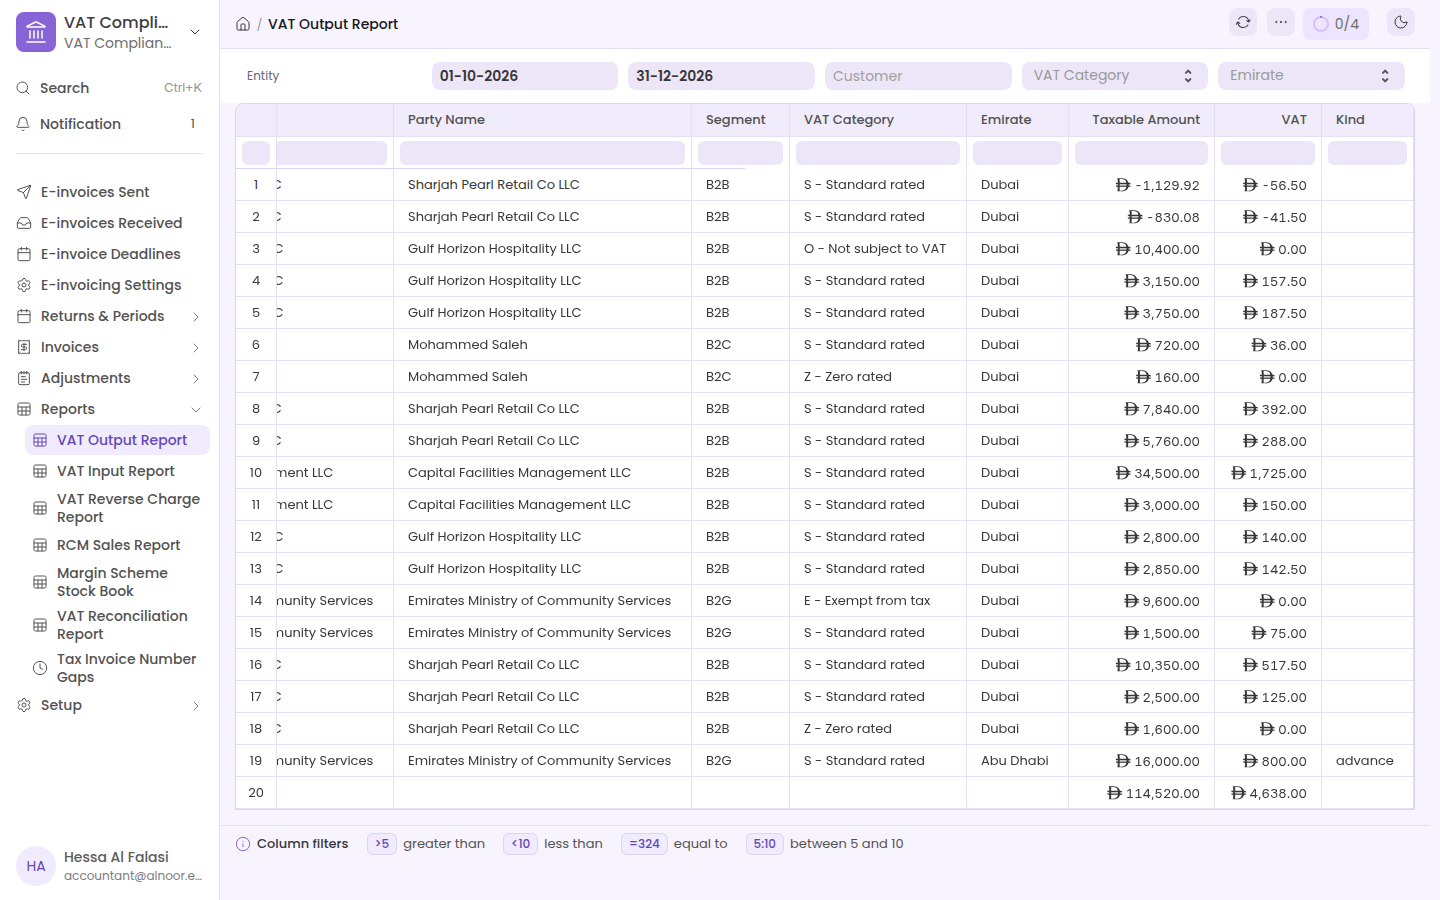 VAT Compli...
VAT Complian...
Search Ctrl+K
Notification 1
E-invoices Sent
E-invoices Received
E-invoice Deadlines
E-invoicing Settings
Returns & Periods
Invoices
Adjustments
Reports
VAT Output Report
VAT Input Report
VAT Reverse Charge
Report
RCM Sales Report
Margin Scheme
Stock Book
VAT Reconciliation
Report
Tax Invoice Number
Gaps
Setup
HA
Hessa Al Falasi
accountant@alnoor.e...
/ VAT Output Report
0/4
Entity 01-10-2026 31-12-2026 Customer VAT Category Emirate
Party Name Segment VAT Category Emirate Taxable Amount VAT Kind
1 C Sharjah Pearl Retail Co LLC B2B S - Standard rated Dubai -1,129.92 -56.50
2 C Sharjah Pearl Retail Co LLC B2B S - Standard rated Dubai -830.08 -41.50
3 C Gulf Horizon Hospitality LLC B2B O - Not subject to VAT Dubai 10,400.00 0.00
4 C Gulf Horizon Hospitality LLC B2B S - Standard rated Dubai 3,150.00 157.50
5 C Gulf Horizon Hospitality LLC B2B S - Standard rated Dubai 3,750.00 187.50
6 Mohammed Saleh B2C S - Standard rated Dubai 720.00 36.00
7 Mohammed Saleh B2C Z - Zero rated Dubai 160.00 0.00
8 C Sharjah Pearl Retail Co LLC B2B S - Standard rated Dubai 7,840.00 392.00
9 C Sharjah Pearl Retail Co LLC B2B S - Standard rated Dubai 5,760.00 288.00
10 ment LLC Capital Facilities Management LLC B2B S - Standard rated Dubai 34,500.00 1,725.00
11 ment LLC Capital Facilities Management LLC B2B S - Standard rated Dubai 3,000.00 150.00
12 C Gulf Horizon Hospitality LLC B2B S - Standard rated Dubai 2,800.00 140.00
13 C Gulf Horizon Hospitality LLC B2B S - Standard rated Dubai 2,850.00 142.50
14 munity Services Emirates Ministry of Community Services B2G E - Exempt from tax Dubai 9,600.00 0.00
15 munity Services Emirates Ministry of Community Services B2G S - Standard rated Dubai 1,500.00 75.00
16 C Sharjah Pearl Retail Co LLC B2B S - Standard rated Dubai 10,350.00 517.50
17 C Sharjah Pearl Retail Co LLC B2B S - Standard rated Dubai 2,500.00 125.00
18 C Sharjah Pearl Retail Co LLC B2B Z - Zero rated Dubai 1,600.00 0.00
19 munity Services Emirates Ministry of Community Services B2G S - Standard rated Abu Dhabi 16,000.00 800.00 advance
20 114,520.00 4,638.00
Column filters >5 greater than <10 less than =324 equal to 5:10 between 5 and 10